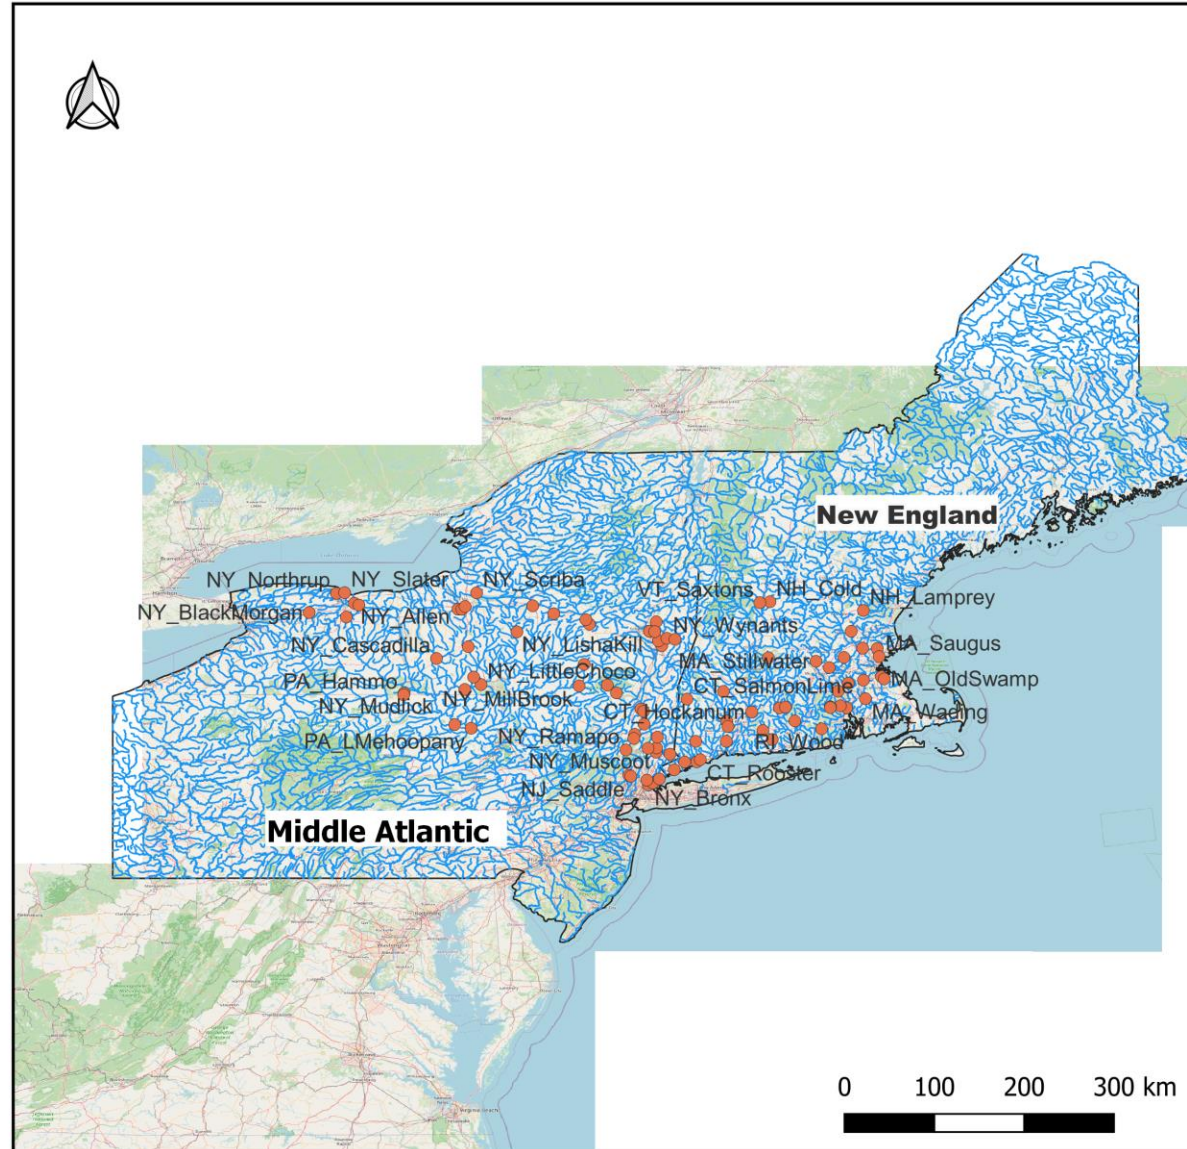 New England
NY_Northrup
NY_Slater
NY_Scriba
VT_Saxtons
NH_Cold
NH_Lamprey
NY_BlackMorgan
NY_Allen
NY_Wynants
NY_Cascadilla
NY_LishaKill
MA_Saugus
MA_Stillwater
NY_LittleChoco
PA_Hammo
MA_OldSwamp
CT_SalmonLime
NY_MillBrook
NY_Mudlick
CT_Hockanum
MA_Wading
NY_Ramapo
RI_Wood
PA_LMehoopany
NY_Muscoot
CT_Rooster
NJ_Saddle
NY_Bronx
Middle Atlantic
0 100 200 300 km